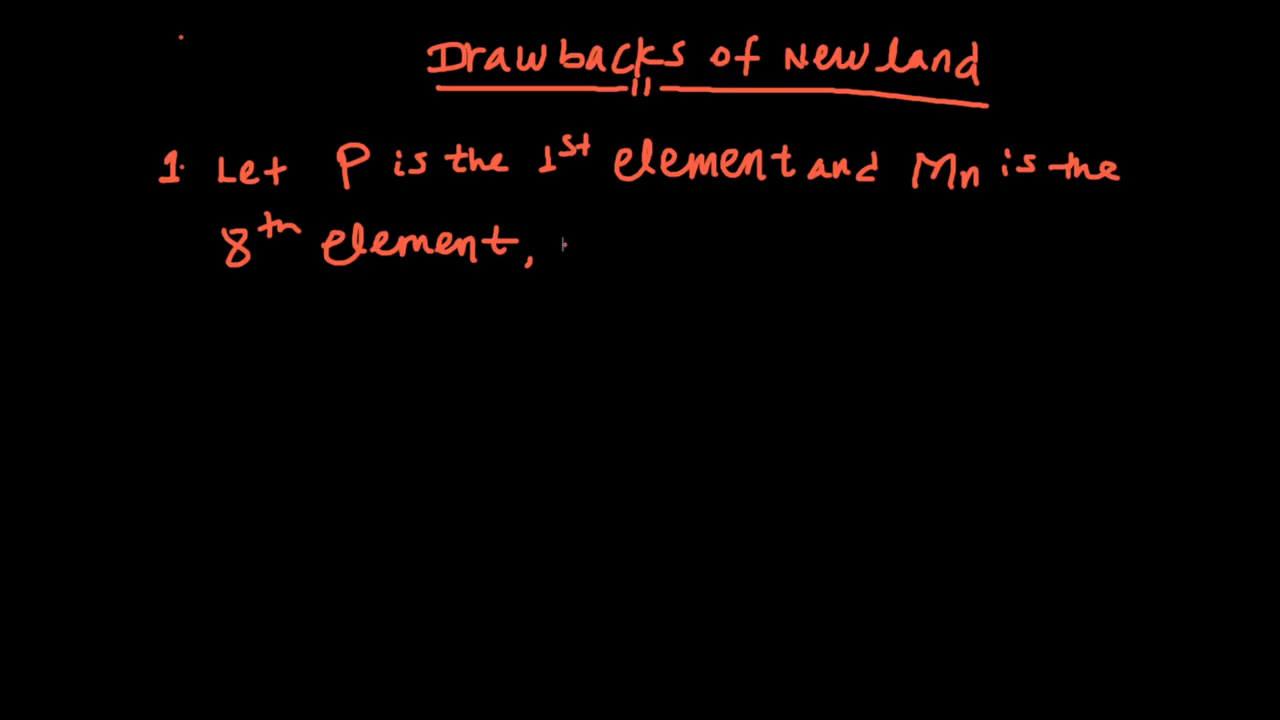 Drawbacks of Newland
1. Let P is the 1st element and Mn is the
8th element,